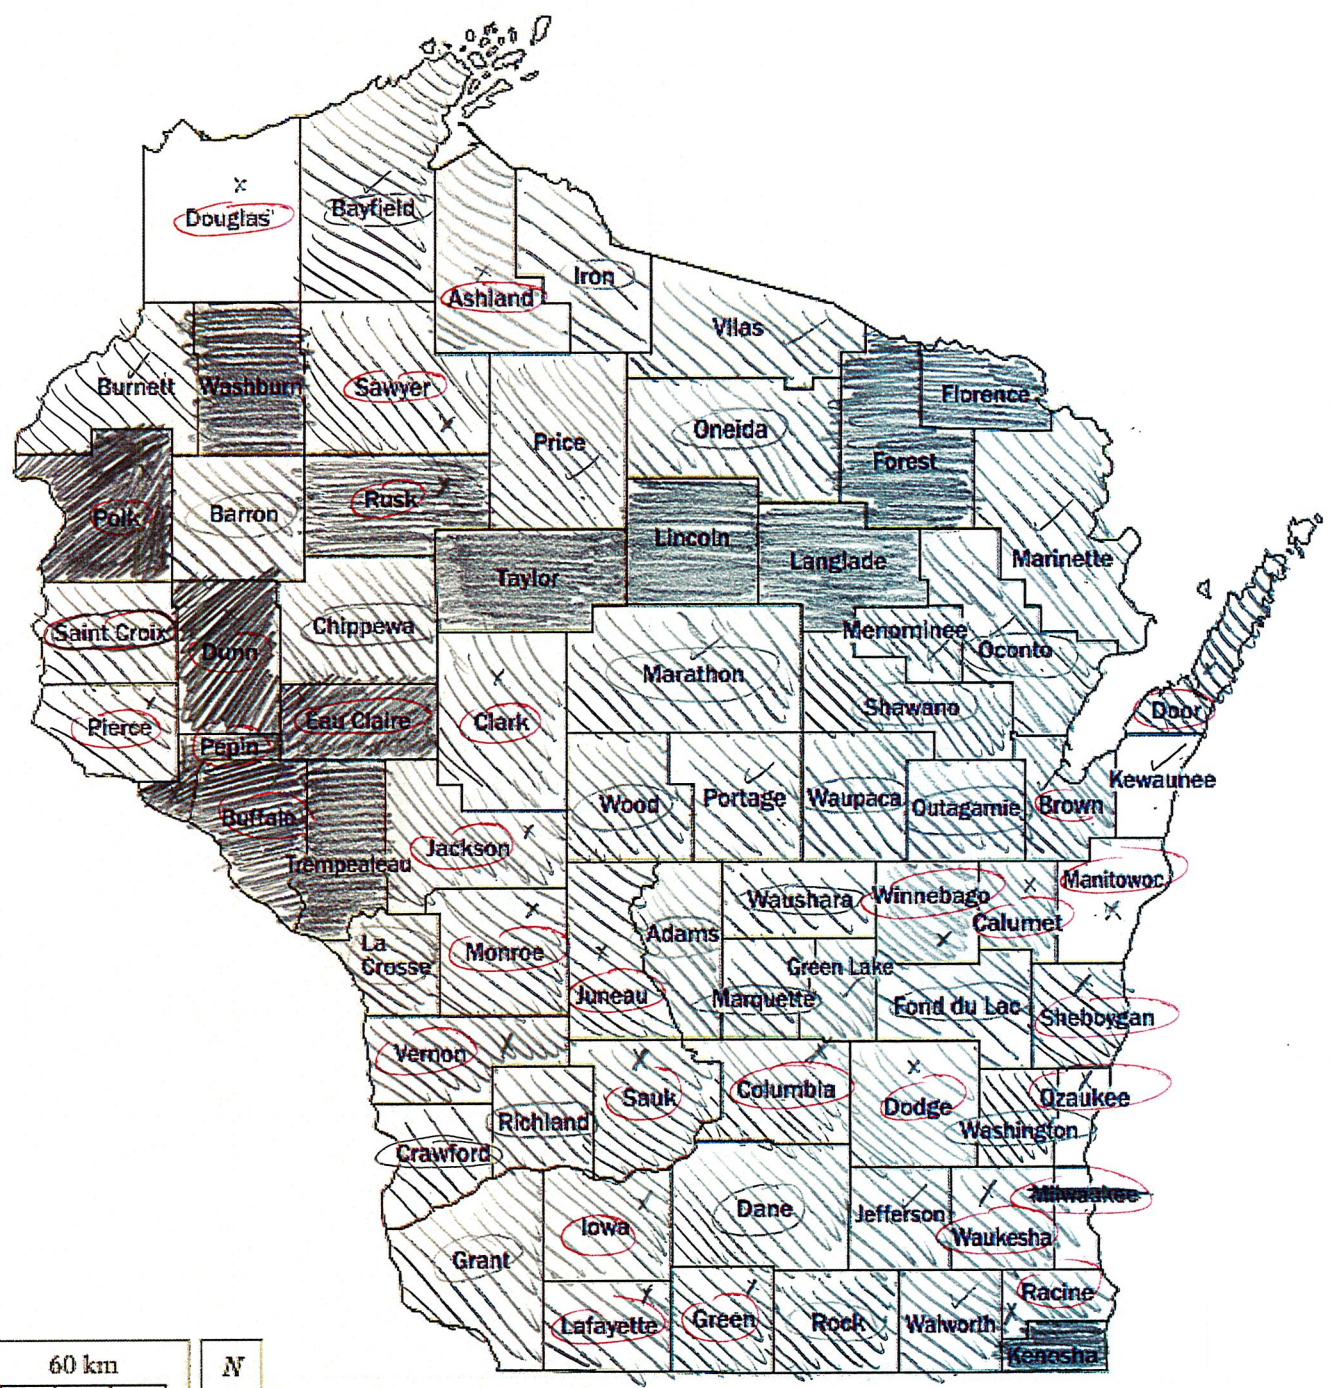 Douglas
Bayfield
Ashland
Iron
Vilas
Burnett
Washburn
Sawyer
Price
Oneida
Florence
Forest
Polk
Barron
Rusk
Taylor
Lincoln
Langlade
Marinette
Saint Croix
Dunn
Chippewa
Clark
Marathon
Menominee
Oconto
Shawano
Door
Pierce
Pepin
Eau Claire
Buffalo
Trempealeau
Jackson
Wood
Portage
Waupaca
Outagamie
Brown
Kewaunee
La
Crosse
Monroe
Juneau
Adams
Waushara
Winnebago
Calumet
Manitowoc
Green Lake
Marquette
Fond du Lac
Sheboygan
Vernon
Richland
Sauk
Columbia
Dodge
Ozaukee
Washington
Crawford
Grant
Iowa
Dane
Jefferson
Milwaukee
Waukesha
Lafayette
Green
Rock
Walworth
Racine
Kenosha
60 km
N